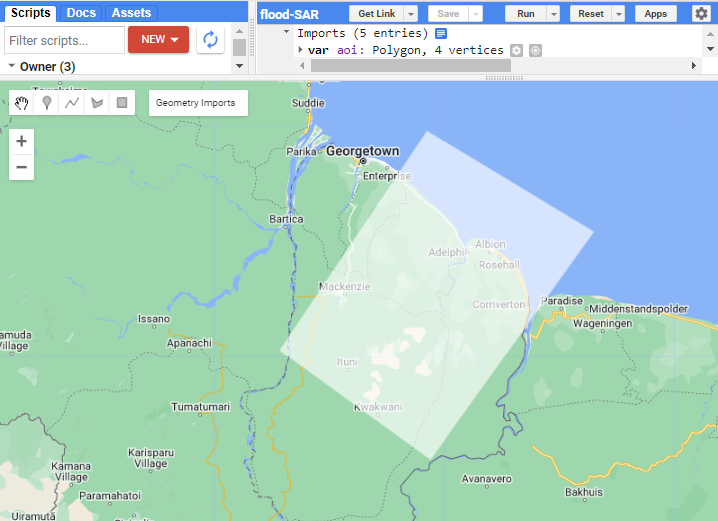 Scripts Docs Assets
Filter scripts...
NEW
Owner (3)
flood-SAR
Get Link
Save
Run
Reset
Apps
Imports (5 entries)
var aoi: Polygon, 4 vertices
Geometry Imports
+
−
Suddie
Parika
Georgetown
Enterprise
Bartica
Adelphi
Albion
Rosehall
Mackenzie
Corriverton
Paradise
Middenstandspolder
Wageningen
Issano
Apanachi
amuda
Village
Ituni
Kwakwani
Tumatumari
Karisparu
Village
Kamana
Village
Paramahatoi
Avanavero
Bakhuis
Uiramutã